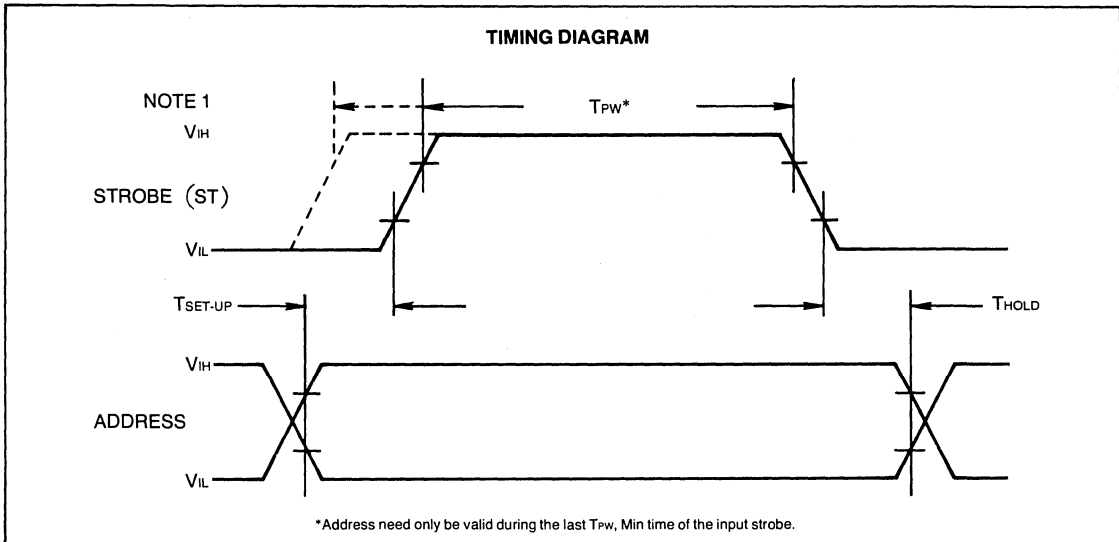 TIMING DIAGRAM
NOTE 1
TPW*
VIH
STROBE (ST)
VIL
TSET-UP
THOLD
VIH
ADDRESS
VIL
*Address need only be valid during the last TPW, Min time of the input strobe.